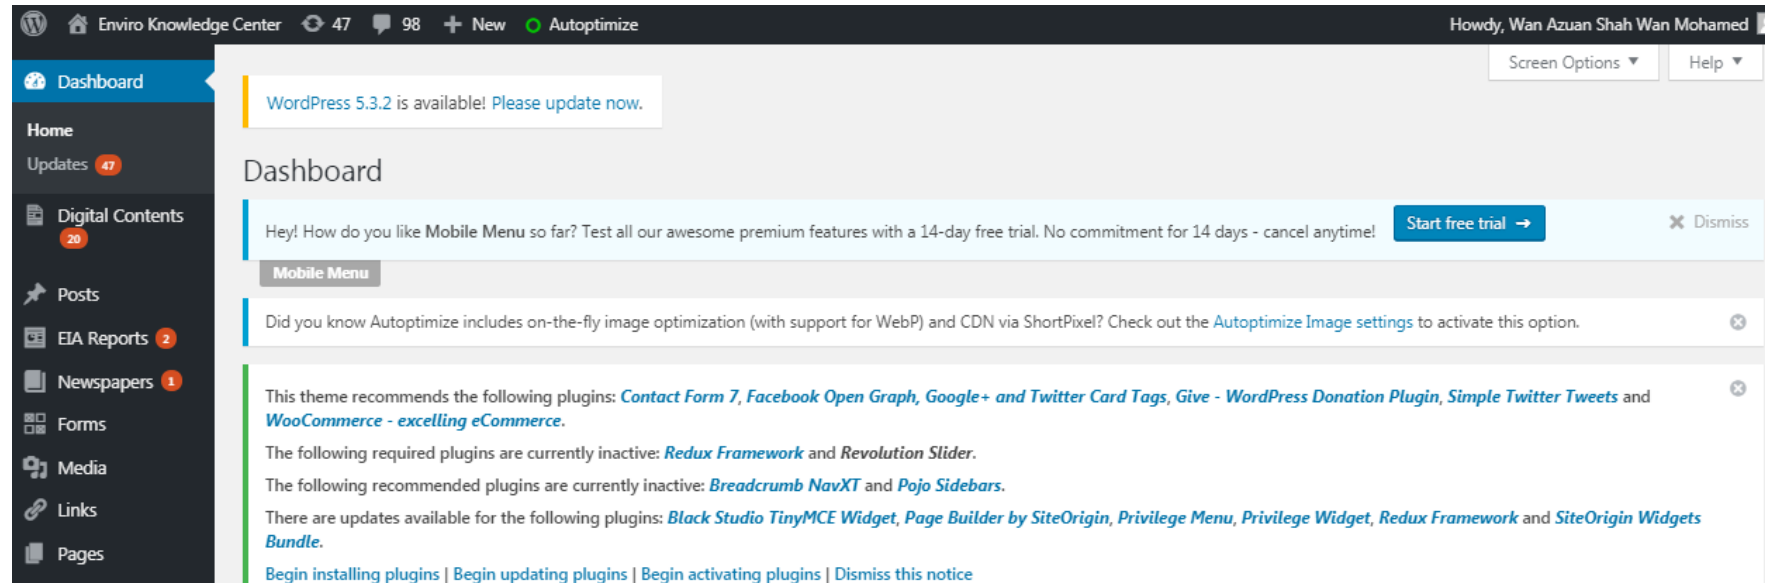 Enviro Knowledge Center 47 98 New Autoptimize Howdy, Wan Azuan Shah Wan Mohamed
Screen Options Help
Dashboard
Home
Updates 47
Digital Contents
20
Posts
EIA Reports 2
Newspapers 1
Forms
Media
Links
Pages
WordPress 5.3.2 is available! Please update now.
Dashboard
Hey! How do you like Mobile Menu so far? Test all our awesome premium features with a 14-day free trial. No commitment for 14 days - cancel anytime! Start free trial → Dismiss
Mobile Menu
Did you know Autoptimize includes on-the-fly image optimization (with support for WebP) and CDN via ShortPixel? Check out the Autoptimize Image settings to activate this option.
This theme recommends the following plugins: Contact Form 7, Facebook Open Graph, Google+ and Twitter Card Tags, Give - WordPress Donation Plugin, Simple Twitter Tweets and
WooCommerce - excelling eCommerce.
The following required plugins are currently inactive: Redux Framework and Revolution Slider.
The following recommended plugins are currently inactive: Breadcrumb NavXT and Pojo Sidebars.
There are updates available for the following plugins: Black Studio TinyMCE Widget, Page Builder by SiteOrigin, Privilege Menu, Privilege Widget, Redux Framework and SiteOrigin Widgets
Bundle.
Begin installing plugins | Begin updating plugins | Begin activating plugins | Dismiss this notice